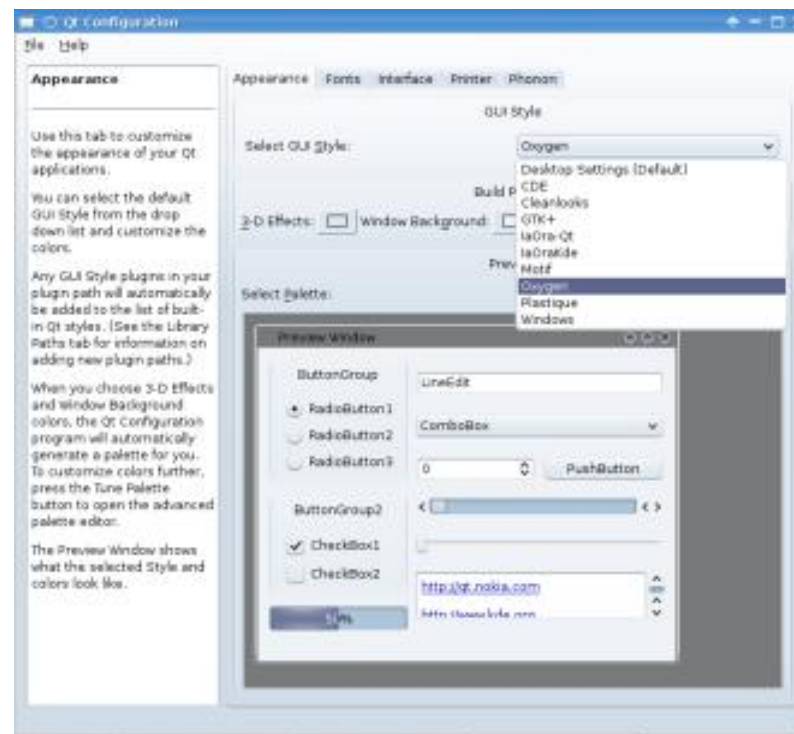 Qt Configuration
File Help
Appearance
Use this tab to customize
the appearance of your Qt
applications.
You can select the default
GUI Style from the drop
down list and customize the
colors.
Any GUI Style plugins in your
plugin path will automatically
be added to the list of built-
in Qt styles. (See the Library
Paths tab for information on
adding new plugin paths.)
When you choose 3-D Effects
and Window Background
colors, the Qt Configuration
program will automatically
generate a palette for you.
To customize colors further,
press the Tune Palette
button to open the advanced
palette editor.
The Preview Window shows
what the selected Style and
colors look like.
Appearance Fonts Interface Printer Phonon
GUI Style
Select GUI Style: Oxygen
Desktop Settings (Default)
CDE
Cleanlooks
GTK+
IaOra-Qt
IaOraKde
Motif
Oxygen
Plastique
Windows
Build P
3-D Effects: Window Background:
Prev
Select Palette:
Preview Window
ButtonGroup
RadioButton1
RadioButton2
RadioButton3
ButtonGroup2
CheckBox1
CheckBox2
50%
LineEdit
ComboBox
0 PushButton
http://qt.nokia.com
http://www.kde.org